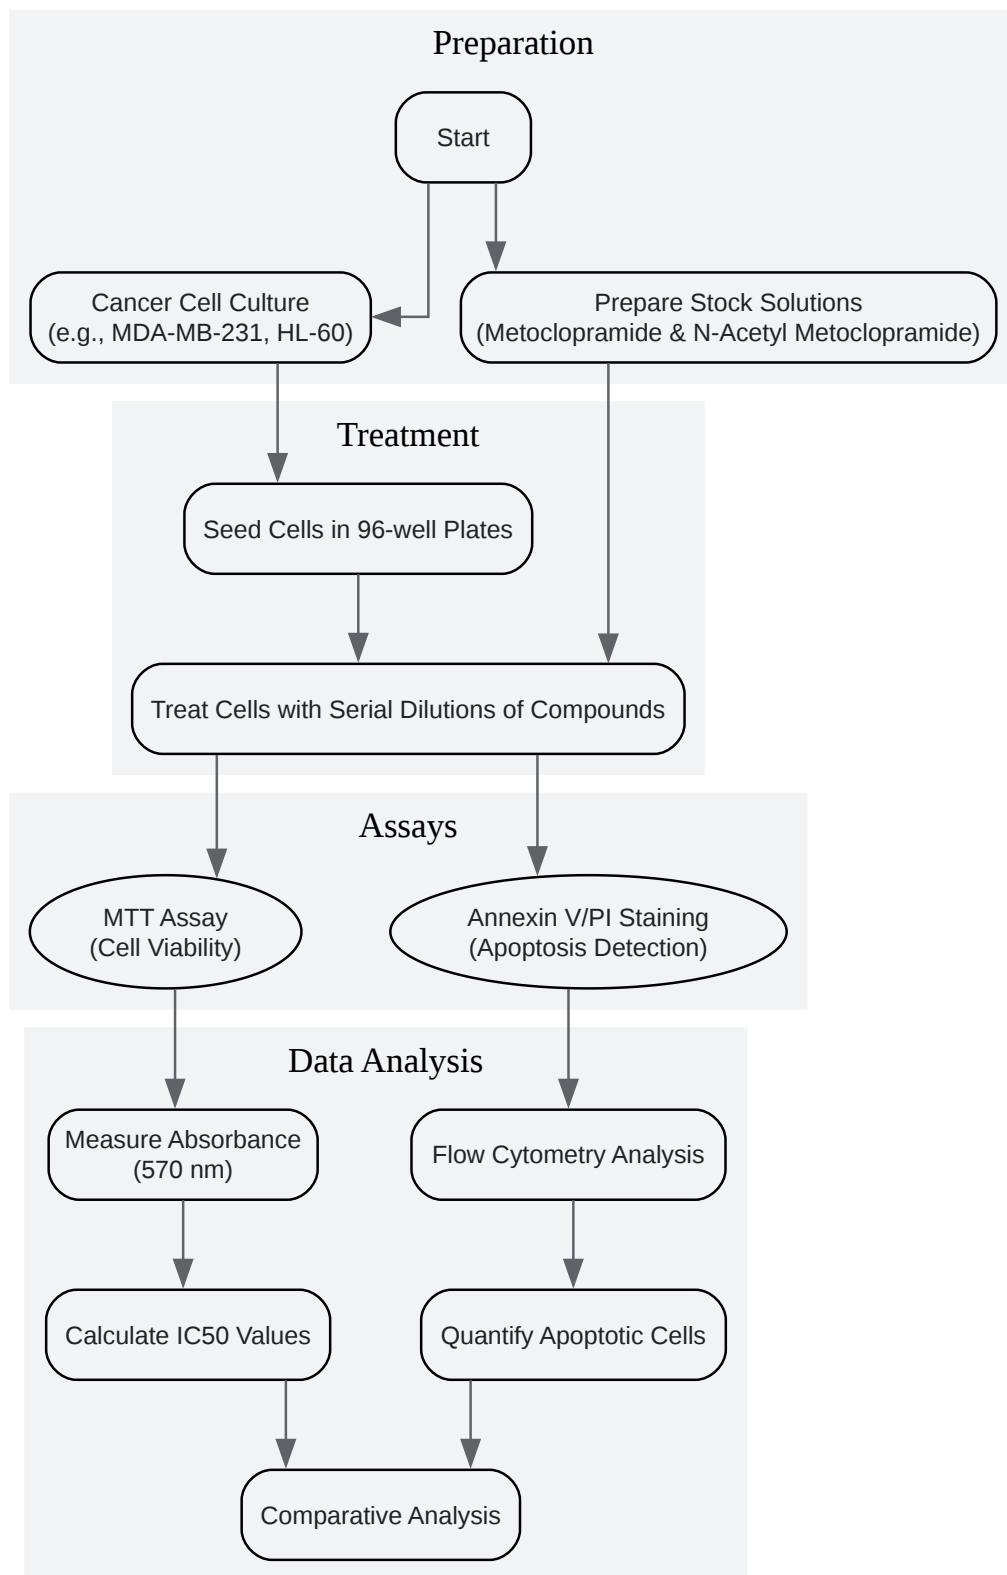 Preparation
Start
Cancer Cell Culture
(e.g., MDA-MB-231, HL-60)
Prepare Stock Solutions
(Metoclopramide & N-Acetyl Metoclopramide)
Treatment
Seed Cells in 96-well Plates
Treat Cells with Serial Dilutions of Compounds
Assays
MTT Assay
(Cell Viability)
Annexin V/PI Staining
(Apoptosis Detection)
Data Analysis
Measure Absorbance
(570 nm)
Flow Cytometry Analysis
Calculate IC50 Values
Quantify Apoptotic Cells
Comparative Analysis